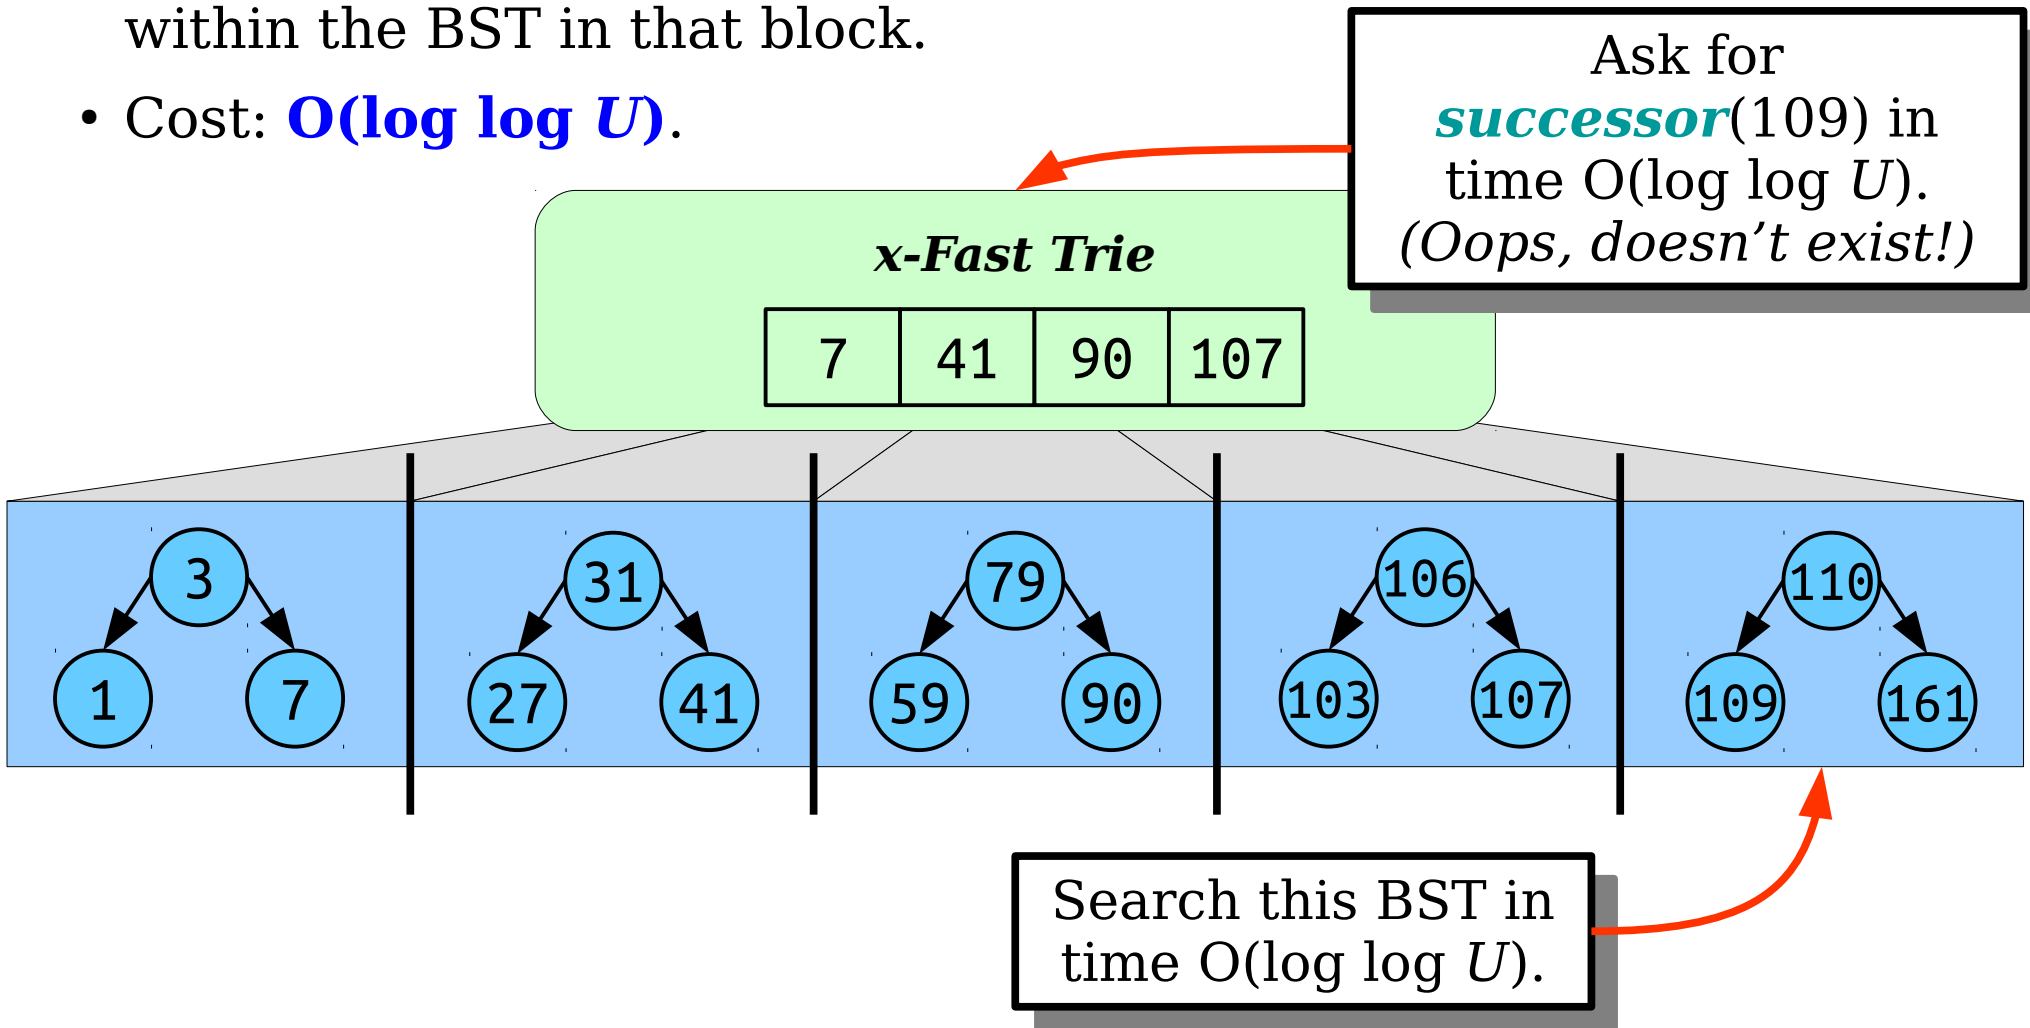 within the BST in that block.
• Cost: O(log log U).
Ask for
successor(109) in
time O(log log U).
(Oops, doesn’t exist!)
x-Fast Trie
7 41 90 107
3 31 79 106 110
1 7 27 41 59 90 103 107 109 161
Search this BST in
time O(log log U).